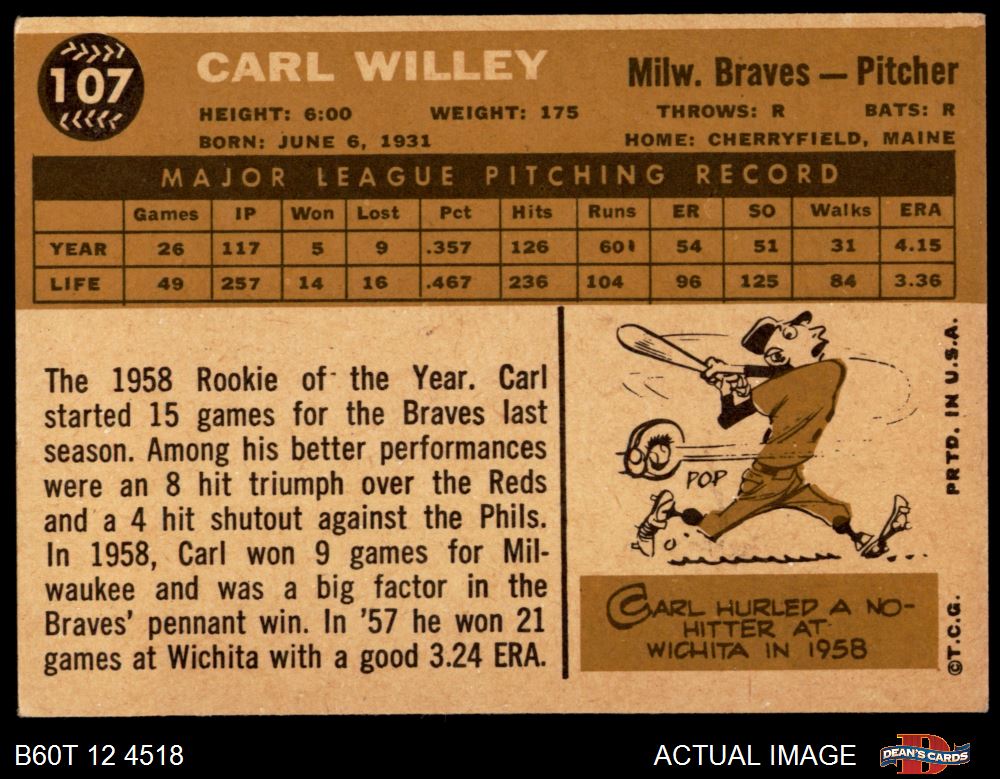 107
CARL WILLEY
Milw. Braves — Pitcher
HEIGHT: 6:00 WEIGHT: 175 THROWS: R BATS: R
BORN: JUNE 6, 1931 HOME: CHERRYFIELD, MAINE
MAJOR LEAGUE PITCHING RECORD
Games IP Won Lost Pct Hits Runs ER SO Walks ERA
YEAR 26 117 5 9 .357 126 60 54 51 31 4.15
LIFE 49 257 14 16 .467 236 104 96 125 84 3.36
The 1958 Rookie of the Year. Carl
started 15 games for the Braves last
season. Among his better performances
were an 8 hit triumph over the Reds
and a 4 hit shutout against the Phils.
In 1958, Carl won 9 games for Mil-
waukee and was a big factor in the
Braves' pennant win. In '57 he won 21
games at Wichita with a good 3.24 ERA.
POP
CARL HURLED A NO-
HITTER AT
WICHITA IN 1958
PRTD. IN U.S.A.
©T.C.G.
B60T 12 4518
ACTUAL IMAGE
DEAN'S CARDS